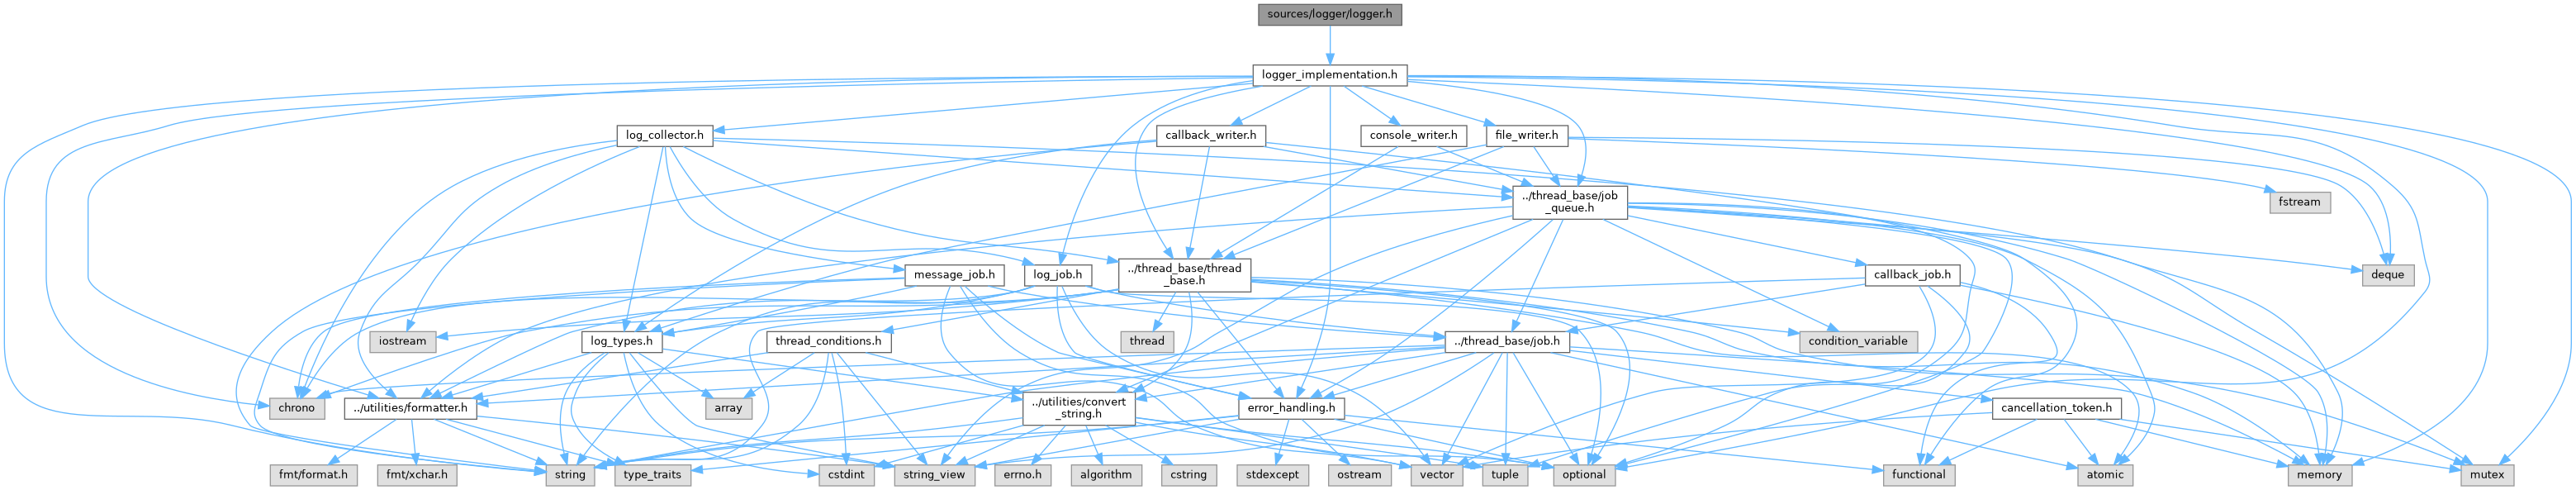 sources/logger/logger.h
logger_implementation.h
log_collector.h
callback_writer.h
console_writer.h
file_writer.h
../thread_base/job
_queue.h
fstream
message_job.h
log_job.h
../thread_base/thread
_base.h
callback_job.h
deque
iostream
log_types.h
thread_conditions.h
thread
../thread_base/job.h
condition_variable
chrono
../utilities/formatter.h
array
../utilities/convert
_string.h
error_handling.h
cancellation_token.h
fmt/format.h
fmt/xchar.h
string
type_traits
cstdint
string_view
errno.h
algorithm
cstring
stdexcept
ostream
vector
tuple
optional
functional
atomic
memory
mutex